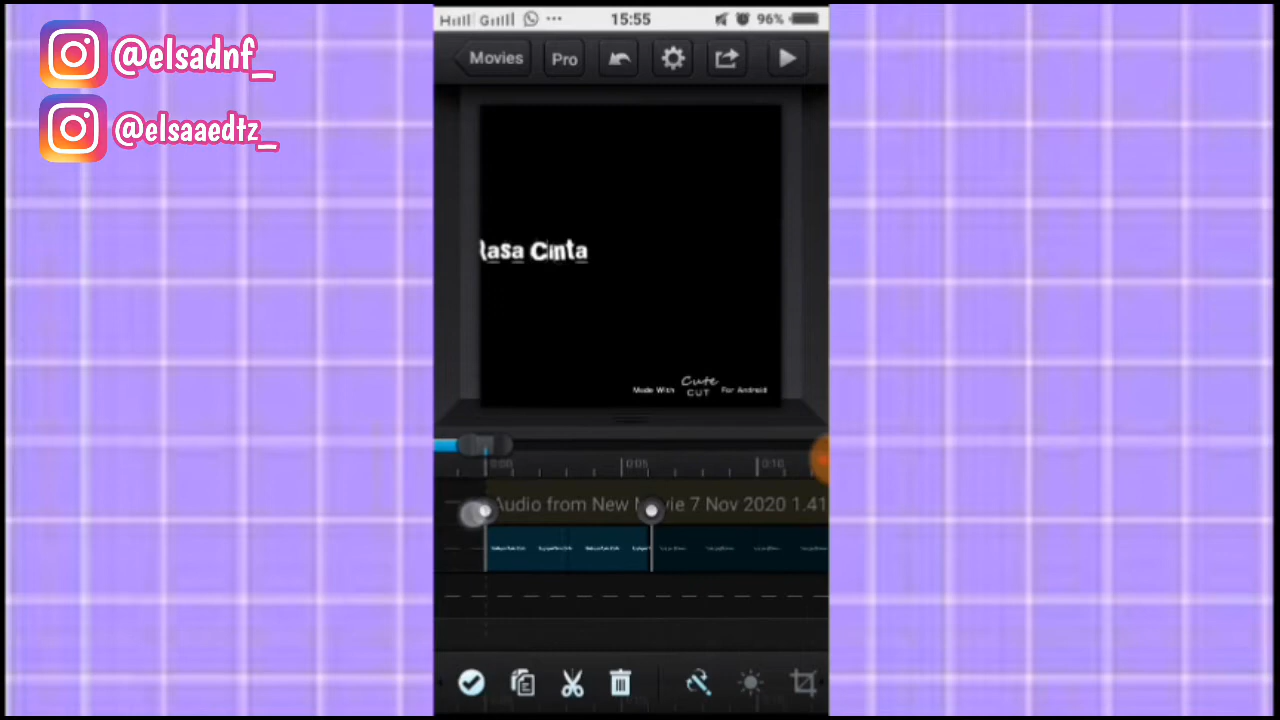 @elsadnf_
@elsaaedtz_
15:55
96%
Movies
Pro
Rasa Cinta
Made With Cute CUT For Android
0:00 0:05 0:10
Audio from New Movie 7 Nov 2020 1.41